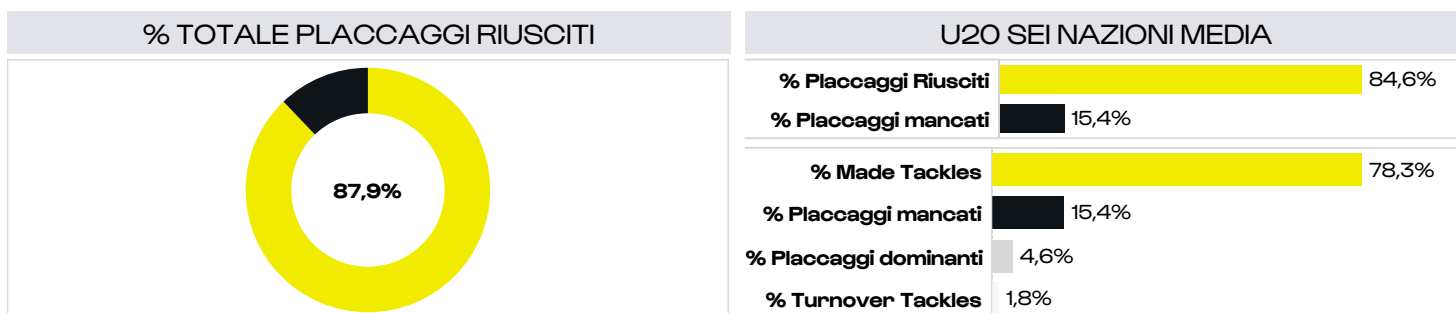 % TOTALE PLACCAGGI RIUSCITI
87,9%
U20 SEI NAZIONI MEDIA
% Placcaggi Riusciti 84,6%
% Placcaggi mancati 15,4%
% Made Tackles 78,3%
% Placcaggi mancati 15,4%
% Placcaggi dominanti 4,6%
% Turnover Tackles 1,8%